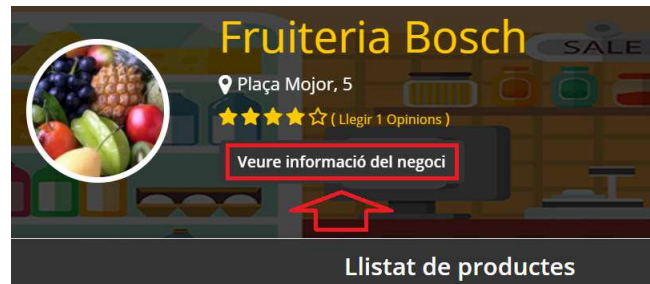 Fruiteria Bosch
SALE
Plaça Mojor, 5
( Llegir 1 Opinions )
Veure informació del negoci
Llistat de productes